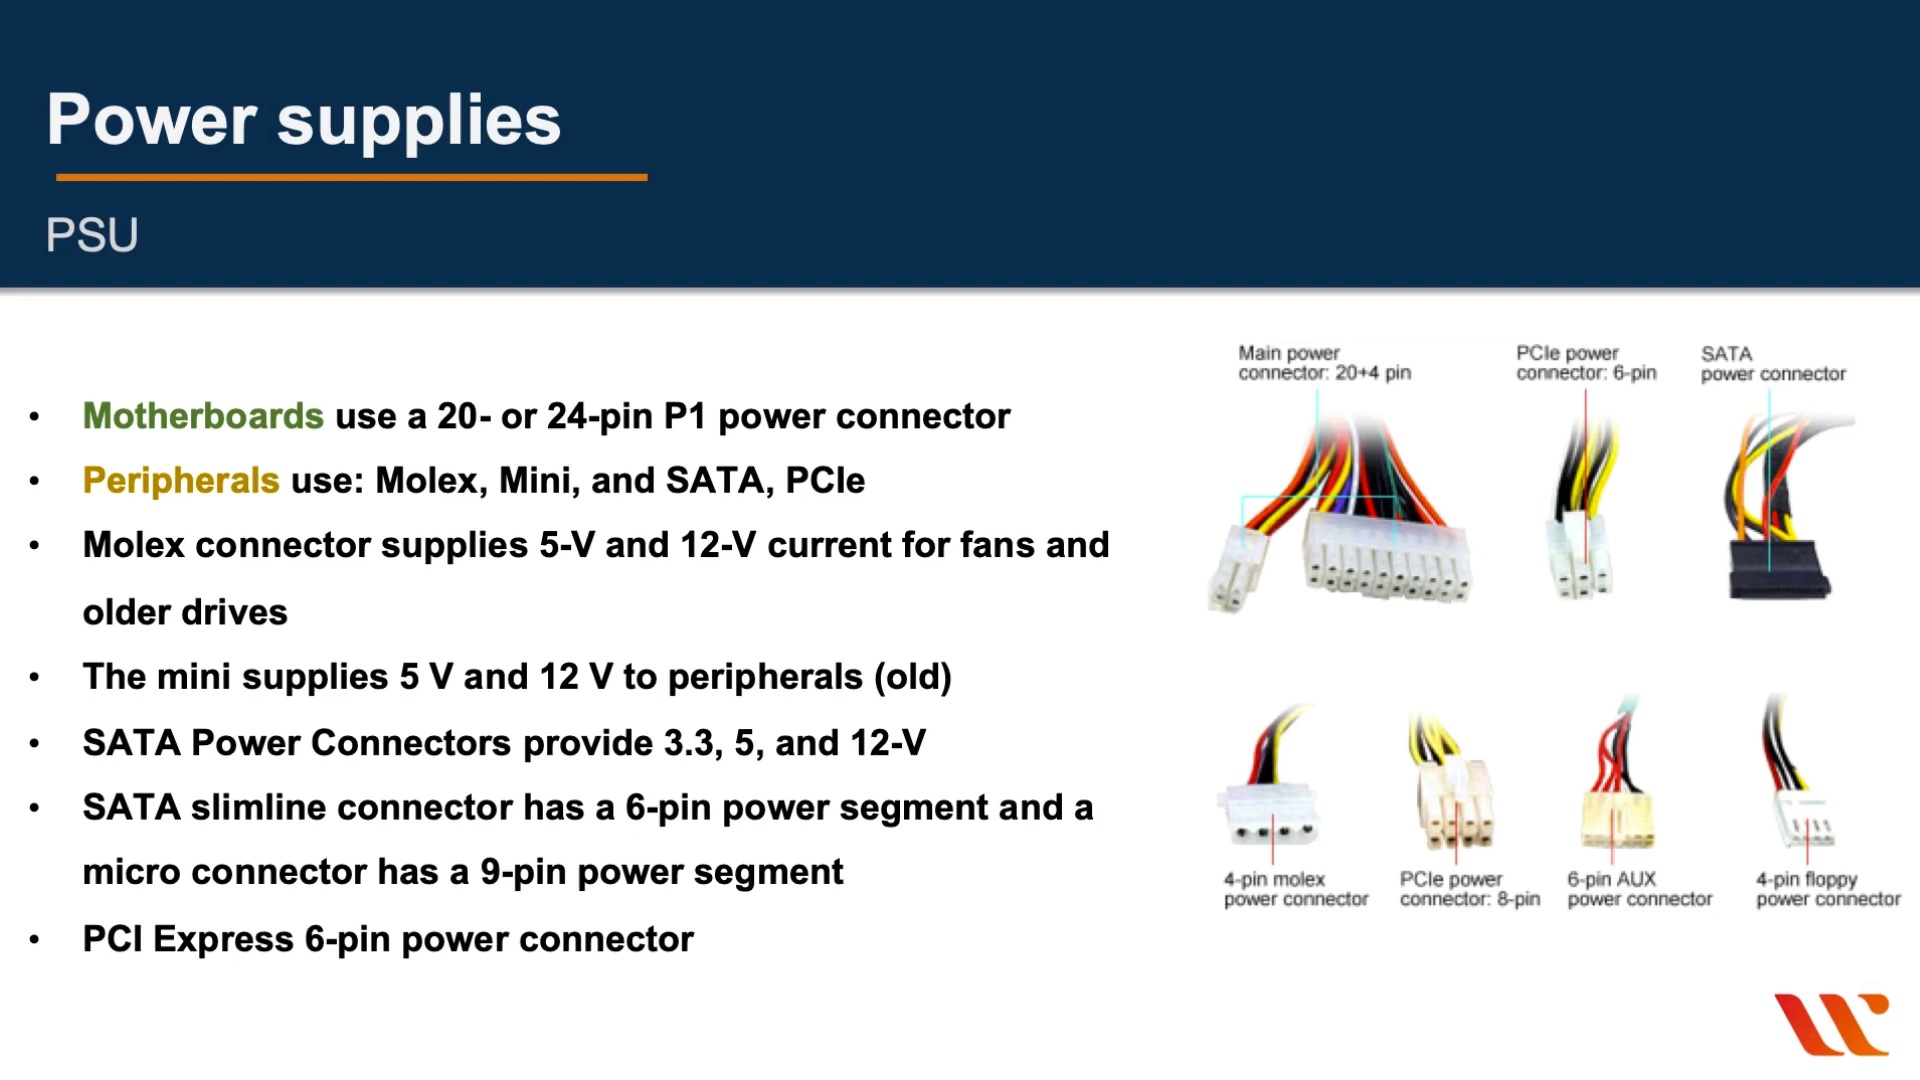 Power supplies
PSU
• Motherboards use a 20- or 24-pin P1 power connector
• Peripherals use: Molex, Mini, and SATA, PCIe
• Molex connector supplies 5-V and 12-V current for fans and
older drives
• The mini supplies 5 V and 12 V to peripherals (old)
• SATA Power Connectors provide 3.3, 5, and 12-V
• SATA slimline connector has a 6-pin power segment and a
micro connector has a 9-pin power segment
• PCI Express 6-pin power connector
Main power
connector: 20+4 pin
PCIe power
connector: 6-pin
SATA
power connector
4-pin molex
power connector
PCIe power
connector: 8-pin
6-pin AUX
power connector
4-pin floppy
power connector